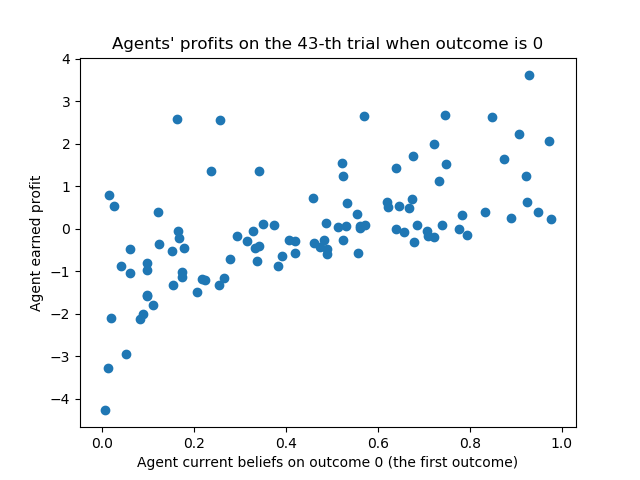 Agents' profits on the 43-th trial when outcome is 0
4
3
2
1
0
−1
−2
−3
−4
Agent earned profit
0.0 0.2 0.4 0.6 0.8 1.0
Agent current beliefs on outcome 0 (the first outcome)